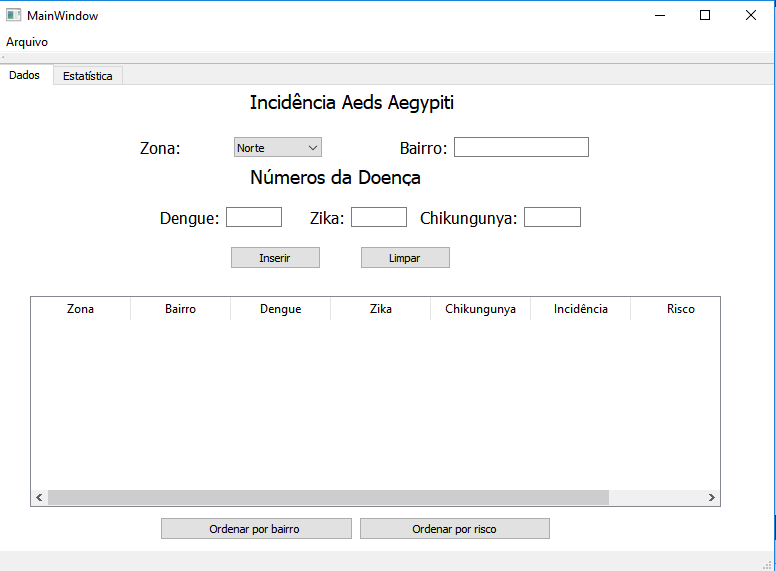 MainWindow
Arquivo
Dados Estatística
Incidência Aeds Aegypiti
Zona: Norte Bairro:
Números da Doença
Dengue: Zika: Chikungunya:
Inserir Limpar
Zona Bairro Dengue Zika Chikungunya Incidência Risco
Ordenar por bairro Ordenar por risco